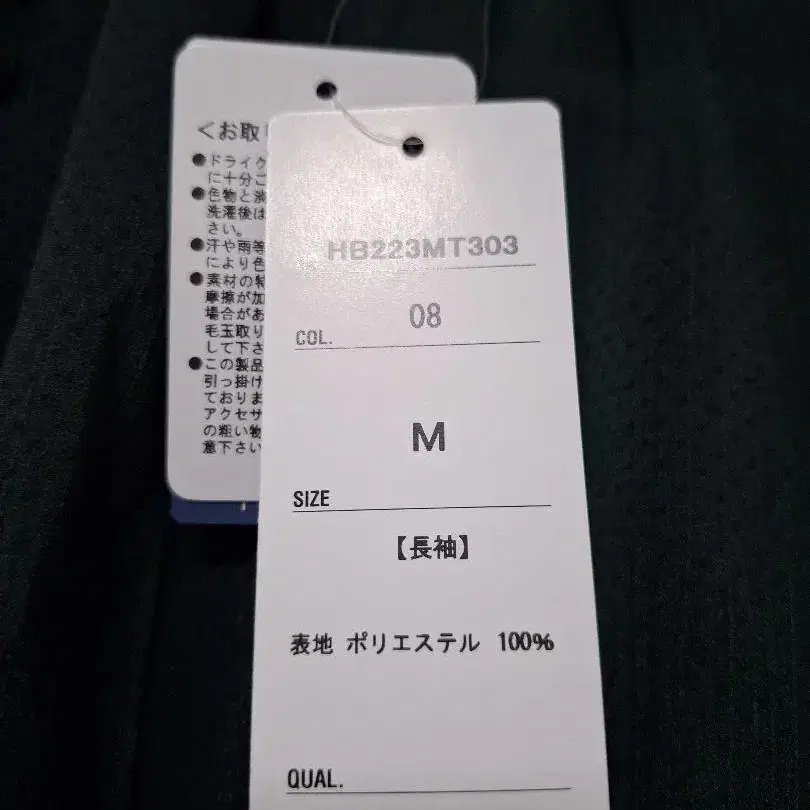 <お取
●ドライク
に十分ご
●色物と淡
洗濯後は
さい。
●汗や雨等
により色
●素材の特
摩擦が加
場合があ
毛玉取り
して下さ
●この製品
引っ掛け
ておりま
アクセサ
の粗い物
意下さい
HB223MT303
COL. 08
M
SIZE
【長袖】
表地 ポリエステル 100%
QUAL.